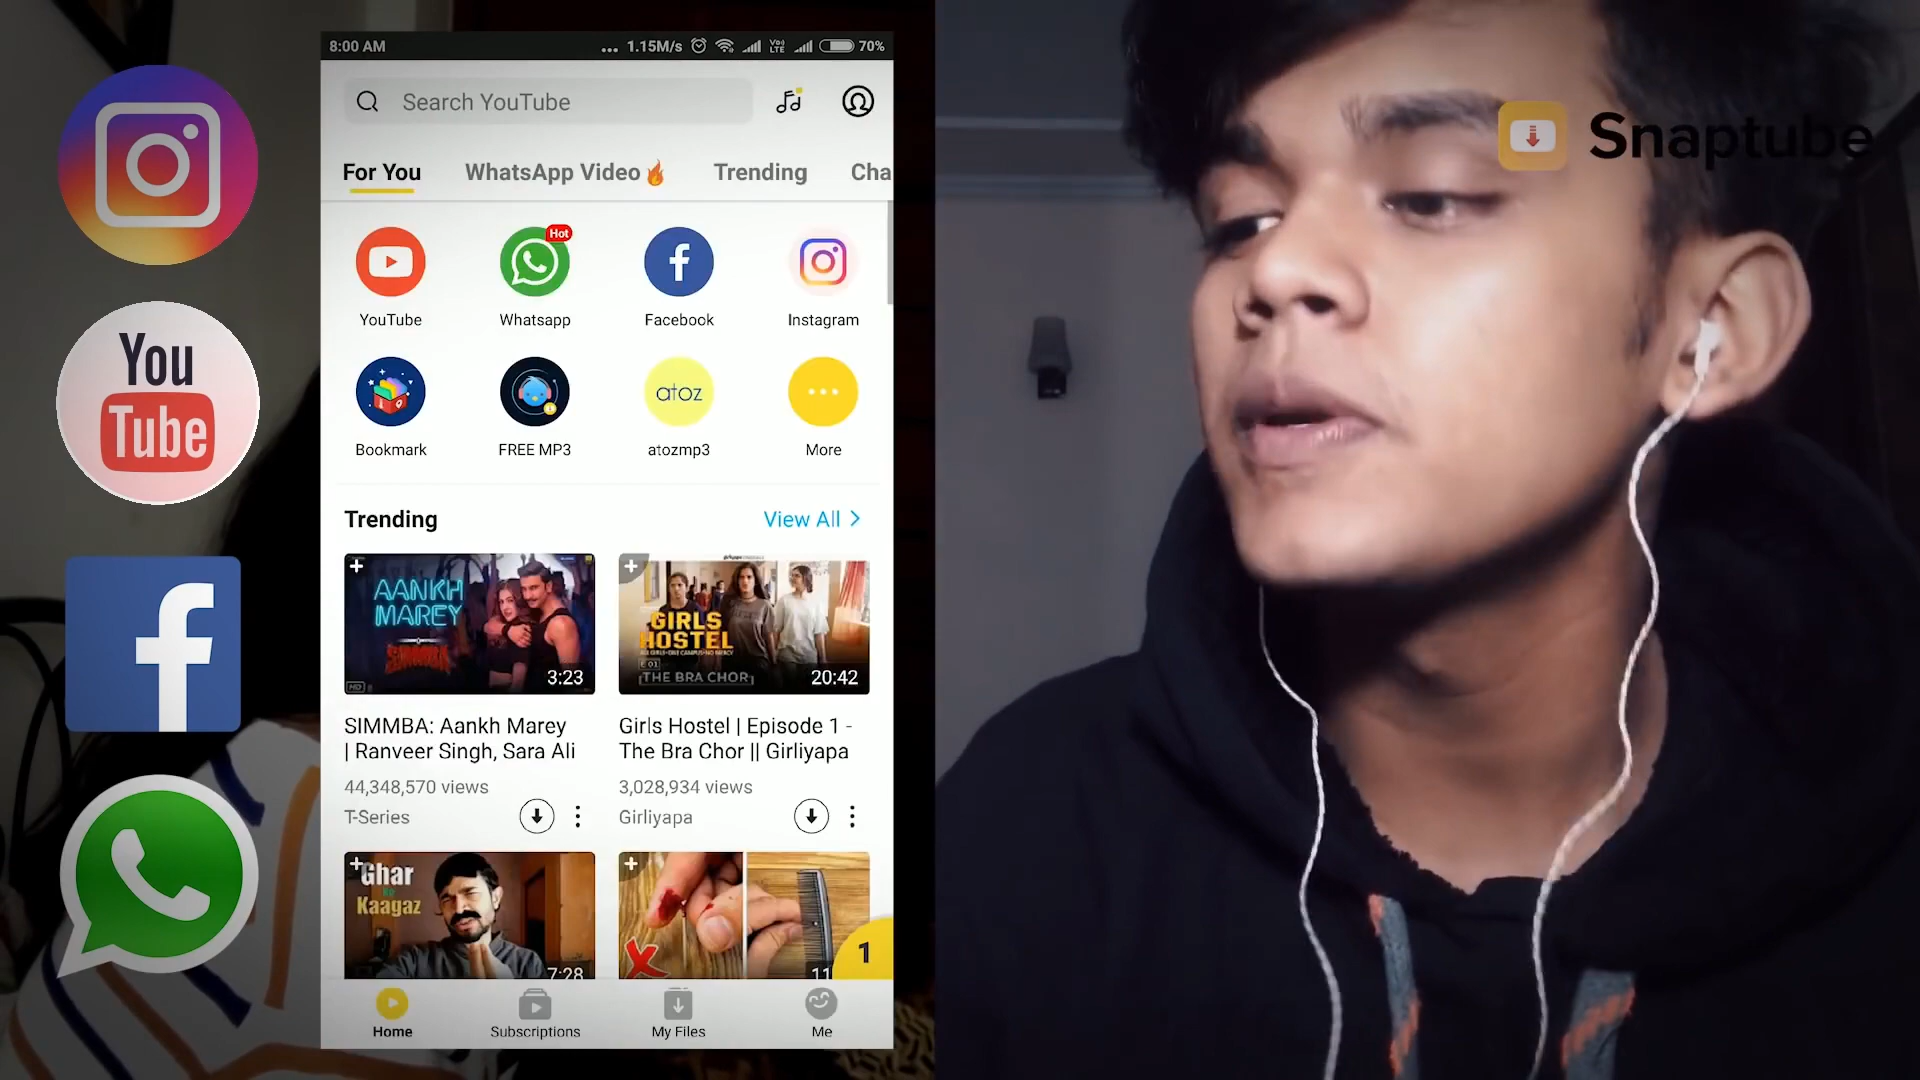 You
Tube
8:00 AM
... 1.15M/s
70%
Search YouTube
For You
WhatsApp Video
Trending
Cha
Hot
YouTube
Whatsapp
Facebook
Instagram
atoz
Bookmark
FREE MP3
atozmp3
More
Trending
View All
AANKH
MAREY
SIMMBA
3:23
GIRLS
HOSTEL
E 01
THE BRA CHOR
20:42
SIMMBA: Aankh Marey
| Ranveer Singh, Sara Ali
44,348,570 views
T-Series
Girls Hostel | Episode 1 -
The Bra Chor || Girliyapa
3,028,934 views
Girliyapa
Ghar
Kaagaz
7:28
11
1
Home
Subscriptions
My Files
Me
Snaptube